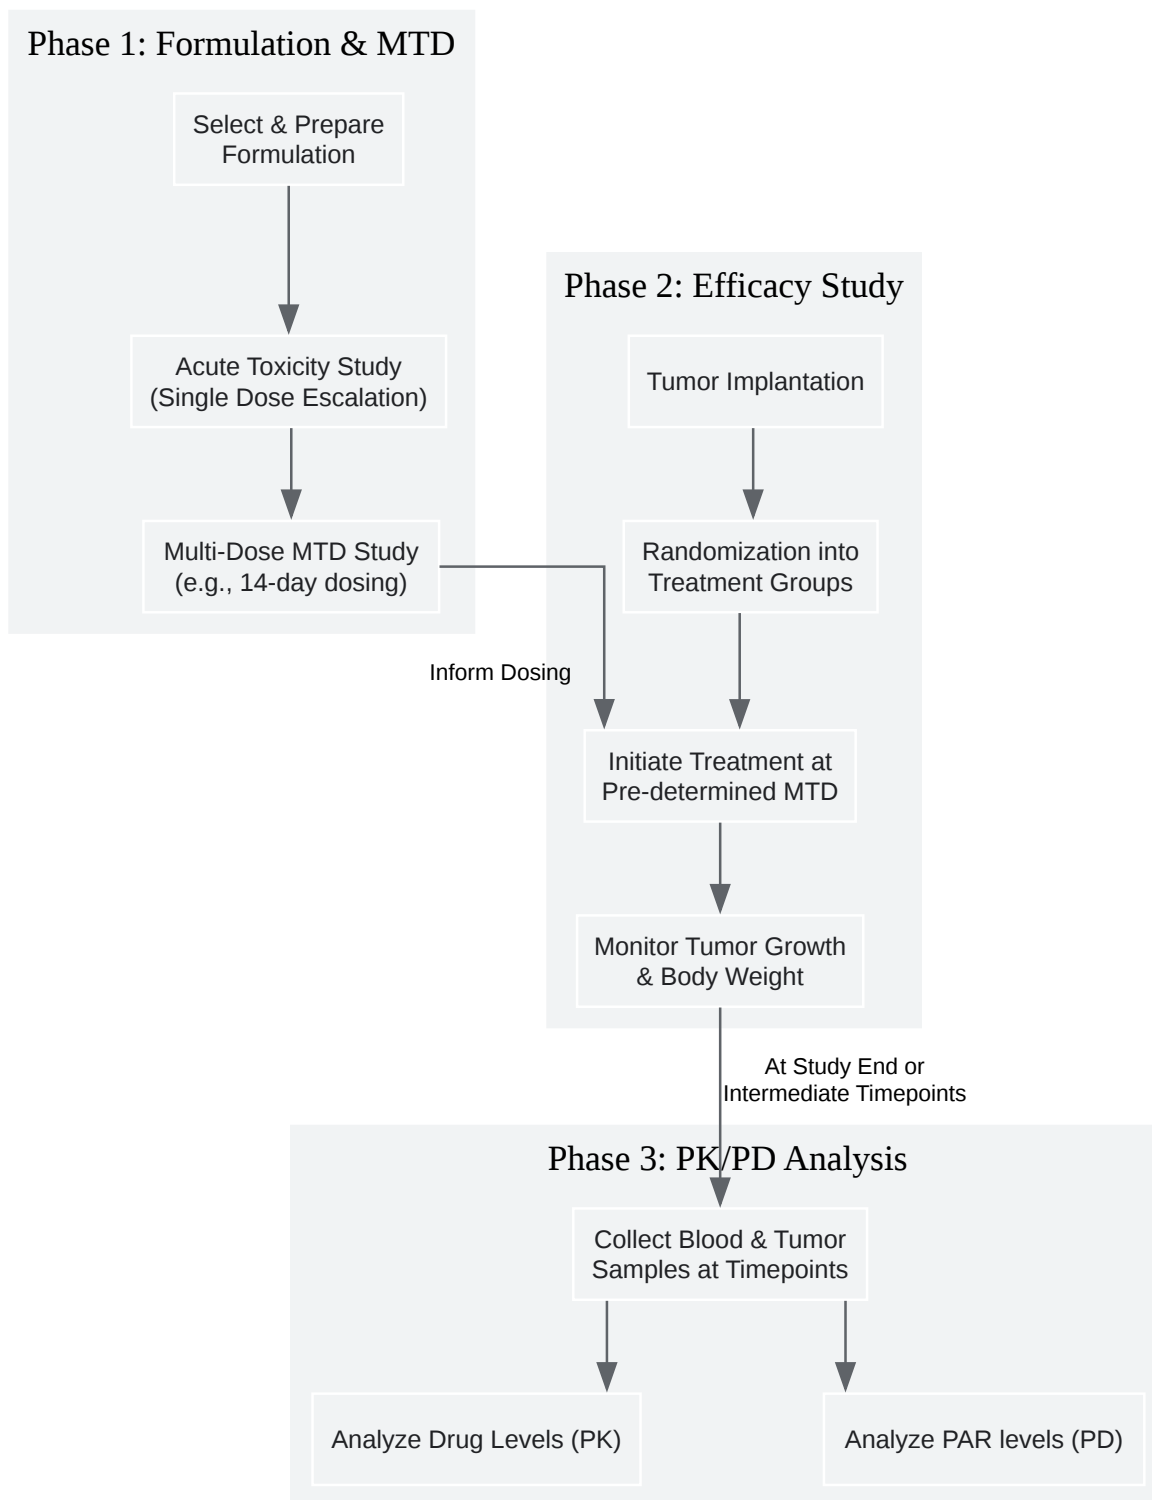 Phase 1: Formulation & MTD
Select & Prepare
Formulation
Acute Toxicity Study
(Single Dose Escalation)
Multi-Dose MTD Study
(e.g., 14-day dosing)
Inform Dosing
Phase 2: Efficacy Study
Tumor Implantation
Randomization into
Treatment Groups
Initiate Treatment at
Pre-determined MTD
Monitor Tumor Growth
& Body Weight
At Study End or
Intermediate Timepoints
Phase 3: PK/PD Analysis
Collect Blood & Tumor
Samples at Timepoints
Analyze Drug Levels (PK)
Analyze PAR levels (PD)